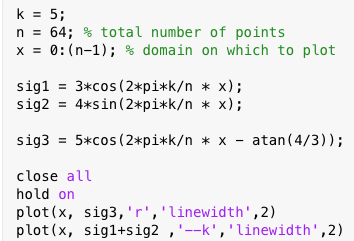 k = 5;
n = 64; % total number of points
x = 0:(n-1); % domain on which to plot
sig1 = 3*cos(2*pi*k/n * x);
sig2 = 4*sin(2*pi*k/n * x);
sig3 = 5*cos(2*pi*k/n * x - atan(4/3));
close all
hold on
plot(x, sig3,'r','linewidth',2)
plot(x, sig1+sig2 ,'--k','linewidth',2)